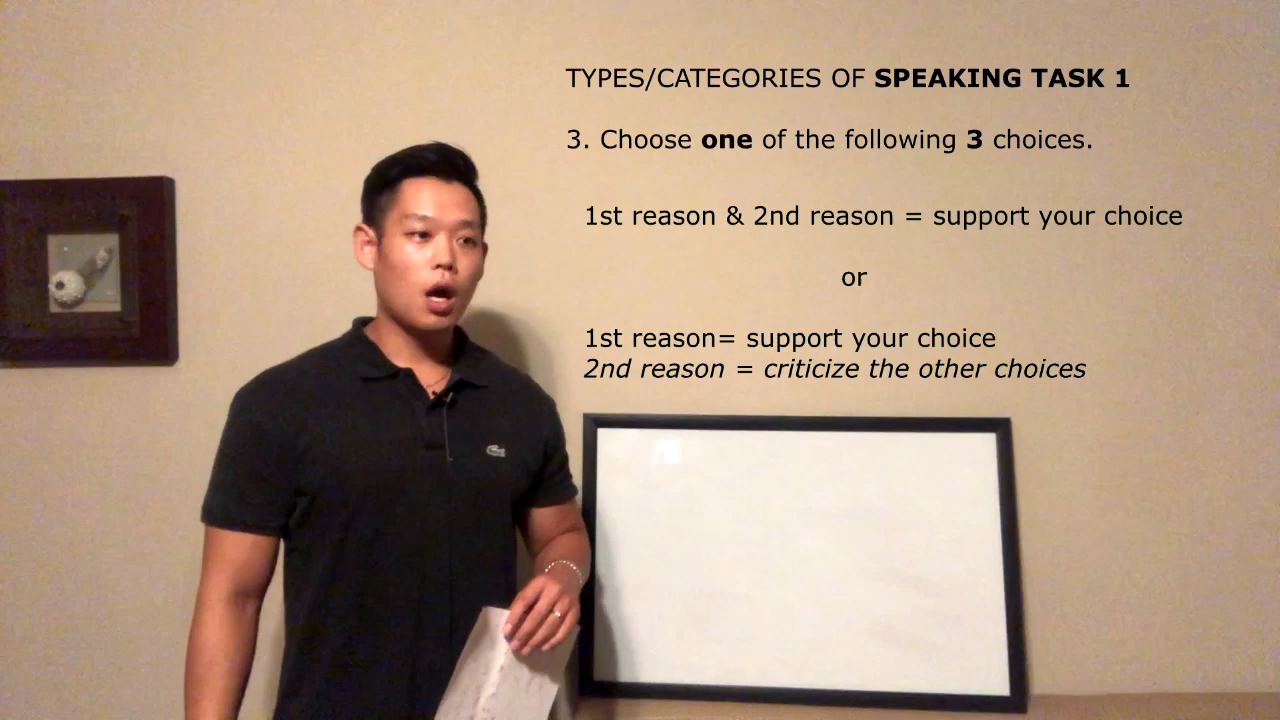 TYPES/CATEGORIES OF SPEAKING TASK 1
3. Choose one of the following 3 choices.
1st reason & 2nd reason = support your choice
or
1st reason= support your choice
2nd reason = criticize the other choices